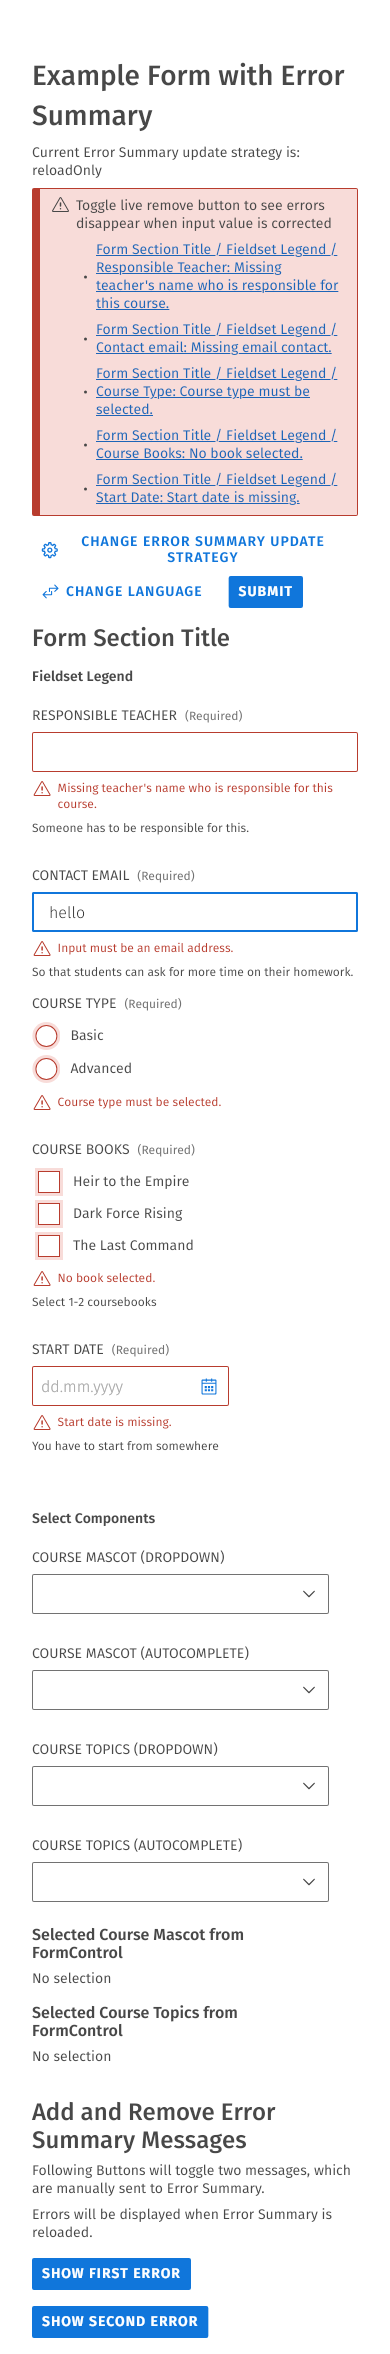 Example Form with Error
Summary
Current Error Summary update strategy is:
reloadOnly
Toggle live remove button to see errors
disappear when input value is corrected
Form Section Title / Fieldset Legend /
Responsible Teacher: Missing
teacher's name who is responsible for
this course.
Form Section Title / Fieldset Legend /
Contact email: Missing email contact.
Form Section Title / Fieldset Legend /
Course Type: Course type must be
selected.
Form Section Title / Fieldset Legend /
Course Books: No book selected.
Form Section Title / Fieldset Legend /
Start Date: Start date is missing.
CHANGE ERROR SUMMARY UPDATE
STRATEGY
CHANGE LANGUAGE SUBMIT
Form Section Title
Fieldset Legend
RESPONSIBLE TEACHER (Required)
Missing teacher's name who is responsible for this
course.
Someone has to be responsible for this.
CONTACT EMAIL (Required)
hello
Input must be an email address.
So that students can ask for more time on their homework.
COURSE TYPE (Required)
Basic
Advanced
Course type must be selected.
COURSE BOOKS (Required)
Heir to the Empire
Dark Force Rising
The Last Command
No book selected.
Select 1-2 coursebooks
START DATE (Required)
dd.mm.yyyy
Start date is missing.
You have to start from somewhere
Select Components
COURSE MASCOT (DROPDOWN)
COURSE MASCOT (AUTOCOMPLETE)
COURSE TOPICS (DROPDOWN)
COURSE TOPICS (AUTOCOMPLETE)
Selected Course Mascot from
FormControl
No selection
Selected Course Topics from
FormControl
No selection
Add and Remove Error
Summary Messages
Following Buttons will toggle two messages, which
are manually sent to Error Summary.
Errors will be displayed when Error Summary is
reloaded.
SHOW FIRST ERROR
SHOW SECOND ERROR